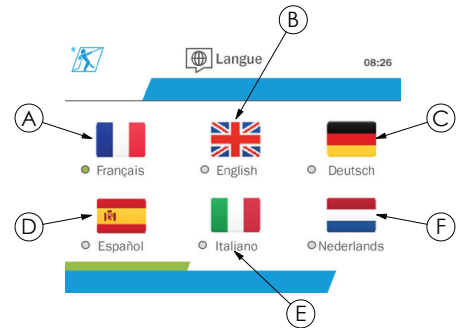 B
Langue 08:26
A C
Français English Deutsch
D F
Español Italiano Nederlands
E